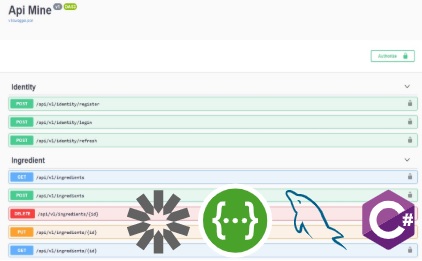 Api Mine v1 OAS3
Authorize
Identity
POST /api/v1/identity/register
POST /api/v1/identity/login
POST /api/v1/identity/refresh
Ingredient
GET /api/v1/ingredients
POST /api/v1/ingredients
DELETE /api/v1/ingredients/{id}
PUT /api/v1/ingredients/{id}
GET /api/v1/ingredients/{id}
{...}
C#